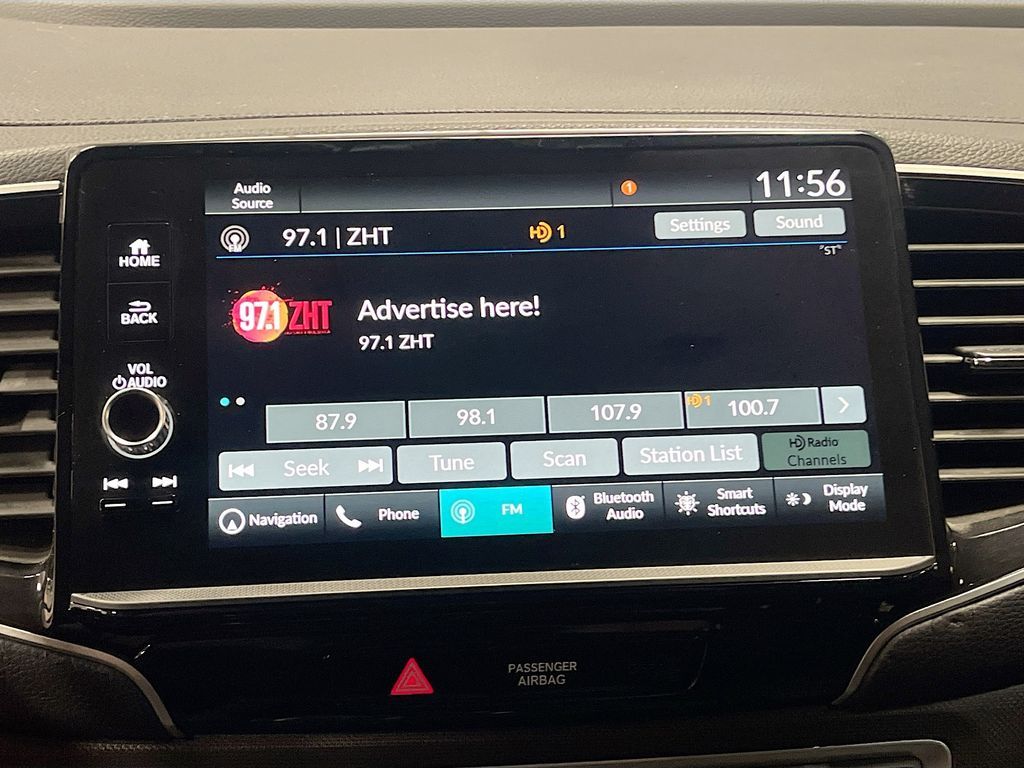 Audio
Source
1
11:56
FM
97.1 | ZHT
HD 1
Settings
Sound
"ST"
HOME
BACK
VOL
AUDIO
97.1 ZHT
Advertise here!
97.1 ZHT
87.9
98.1
107.9
HD 1
100.7
Seek
Tune
Scan
Station List
HD Radio
Channels
Navigation
Phone
FM
Bluetooth
Audio
Smart
Shortcuts
Display
Mode
PASSENGER
AIRBAG